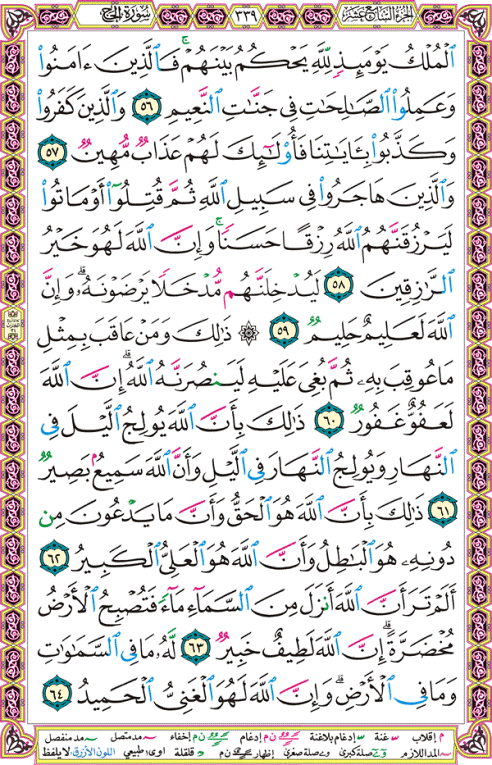 الجزء السابع عشر ٣٣٩ سورة الحج
ٱلْمُلْكُ يَوْمَئِذٍ لِّلَّهِ يَحْكُمُ بَيْنَهُمْ ۚ فَٱلَّذِينَ ءَامَنُوا۟
وَعَمِلُوا۟ ٱلصَّـٰلِحَـٰتِ فِى جَنَّـٰتِ ٱلنَّعِيمِ ٥٦ وَٱلَّذِينَ كَفَرُوا۟
وَكَذَّبُوا۟ بِـَٔايَـٰتِنَا فَأُو۟لَـٰٓئِكَ لَهُمْ عَذَابٌ مُّهِينٌ ٥٧
وَٱلَّذِينَ هَاجَرُوا۟ فِى سَبِيلِ ٱللَّهِ ثُمَّ قُتِلُوٓا۟ أَوْ مَاتُوا۟
لَيَرْزُقَنَّهُمُ ٱللَّهُ رِزْقًا حَسَنًا ۚ وَإِنَّ ٱللَّهَ لَهُوَ خَيْرُ
ٱلرَّٰزِقِينَ ٥٨ لَيُدْخِلَنَّهُم مُّدْخَلًا يَرْضَوْنَهُۥ ۗ وَإِنَّ
ٱللَّهَ لَعَلِيمٌ حَلِيمٌ ٥٩ ۞ ذَٰلِكَ وَمَنْ عَاقَبَ بِمِثْلِ
مَا عُوقِبَ بِهِۦ ثُمَّ بُغِىَ عَلَيْهِ لَيَنصُرَنَّهُ ٱللَّهُ ۗ إِنَّ ٱللَّهَ
لَعَفُوٌّ غَفُورٌ ٦٠ ذَٰلِكَ بِأَنَّ ٱللَّهَ يُولِجُ ٱلَّيْلَ فِى
ٱلنَّهَارِ وَيُولِجُ ٱلنَّهَارَ فِى ٱلَّيْلِ وَأَنَّ ٱللَّهَ سَمِيعٌۢ بَصِيرٌ
٦١ ذَٰلِكَ بِأَنَّ ٱللَّهَ هُوَ ٱلْحَقُّ وَأَنَّ مَا يَدْعُونَ مِن
دُونِهِۦ هُوَ ٱلْبَـٰطِلُ وَأَنَّ ٱللَّهَ هُوَ ٱلْعَلِىُّ ٱلْكَبِيرُ ٦٢
أَلَمْ تَرَ أَنَّ ٱللَّهَ أَنزَلَ مِنَ ٱلسَّمَآءِ مَآءً فَتُصْبِحُ ٱلْأَرْضُ
مُخْضَرَّةً ۗ إِنَّ ٱللَّهَ لَطِيفٌ خَبِيرٌ ٦٣ لَّهُۥ مَا فِى ٱلسَّمَـٰوَٰتِ
وَمَا فِى ٱلْأَرْضِ ۗ وَإِنَّ ٱللَّهَ لَهُوَ ٱلْغَنِىُّ ٱلْحَمِيدُ ٦٤
م إقلاب غنة إدغام بلاغنة ن م إدغام ن م إخفاء مد متصل مد منفصل
المد اللازم صلة كبرى وصلة صغرى إظهار ن م قلقلة اوى: طبيعي اللون الأزرق: لا يلفظ